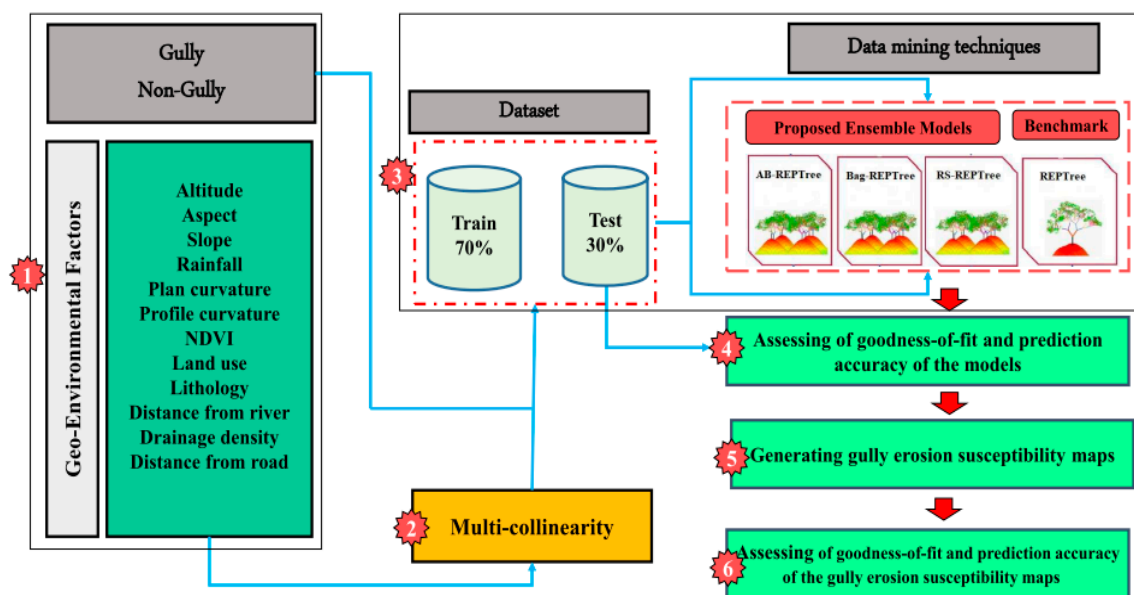 Gully
Non-Gully
1
Geo-Environmental Factors
Altitude
Aspect
Slope
Rainfall
Plan curvature
Profile curvature
NDVI
Land use
Lithology
Distance from river
Drainage density
Distance from road
2
Multi-collinearity
Dataset
3
Train
70%
Test
30%
Data mining techniques
Proposed Ensemble Models
Benchmark
AB-REPTree
Bag-REPTree
RS-REPTree
REPTree
4
Assessing of goodness-of-fit and prediction
accuracy of the models
5
Generating gully erosion susceptibility maps
6
Assessing of goodness-of-fit and prediction accuracy
of the gully erosion susceptibility maps